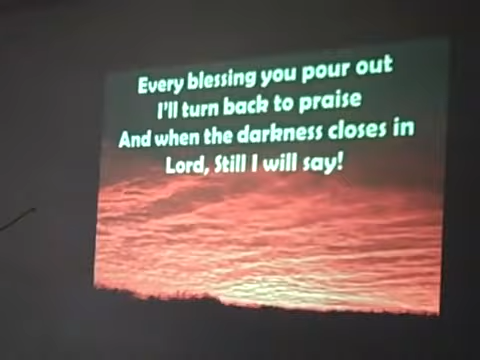 Every blessing you pour out
I'll turn back to praise
And when the darkness closes in
Lord, Still I will say!